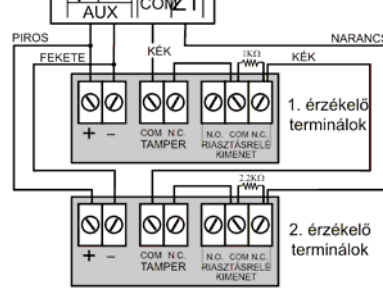 AUX
COM
Z1
PIROS
NARANCS
KÉK
FEKETE
KÉK
1KΩ
+ −
COM N.C.
TAMPER
N.O. COM N.C.
RIASZTÁSRELÉ
KIMENET
1. érzékelő
terminálok
2.2KΩ
+ −
COM N.C.
TAMPER
N.O. COM N.C.
RIASZTÁSRELÉ
KIMENET
2. érzékelő
terminálok